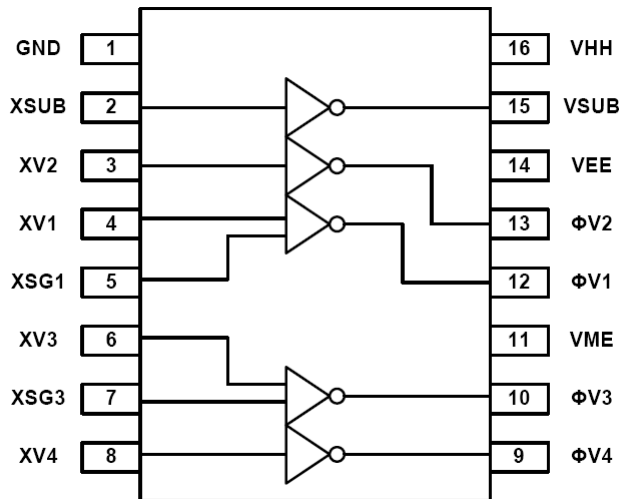 GND 1 16 VHH
XSUB 2 15 VSUB
XV2 3 14 VEE
XV1 4 13 ΦV2
XSG1 5 12 ΦV1
XV3 6 11 VME
XSG3 7 10 ΦV3
XV4 8 9 ΦV4